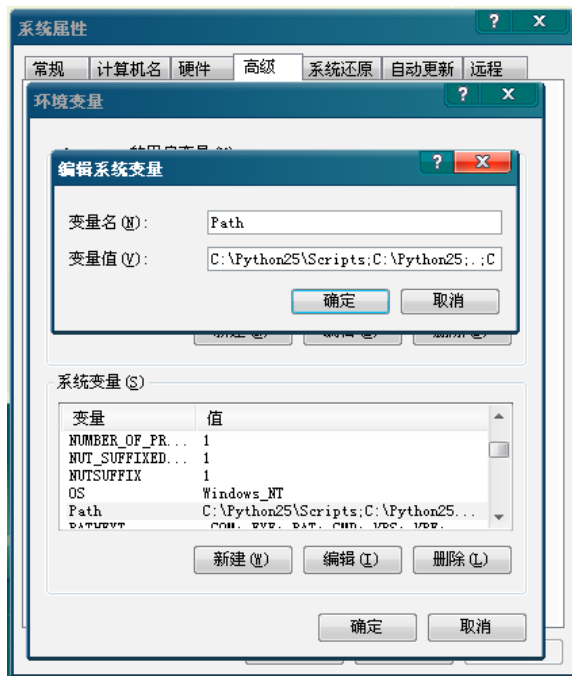 系统属性
常规 计算机名 硬件 高级 系统还原 自动更新 远程
环境变量
编辑系统变量
变量名(N): Path
变量值(V): C:\Python25\Scripts;C:\Python25;.;C
确定 取消
系统变量(S)
变量 值
NUMBER_OF_PR... 1
NUT_SUFFIXED... 1
NUTSUFFIX 1
OS Windows_NT
Path C:\Python25\Scripts;C:\Python25...
新建(W) 编辑(I) 删除(L)
确定 取消